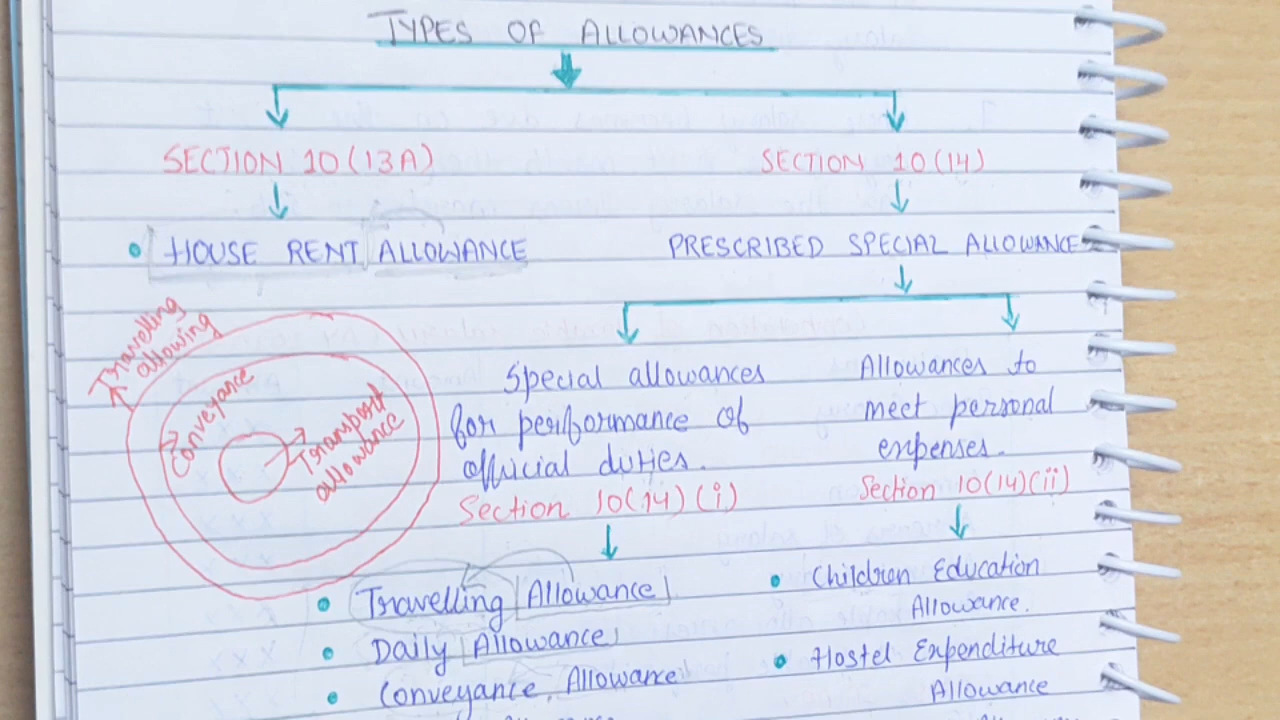 TYPES OF ALLOWANCES
SECTION 10 (13A)
SECTION 10 (14)
• HOUSE RENT ALLOWANCE
PRESCRIBED SPECIAL ALLOWANCE
Travelling
allowing
Conveyance
Transport
allowance
Special allowances
for performance of
official duties.
Section 10(14) (i)
Allowances to
meet personal
expenses.
Section 10(14)(ii)
• Travelling Allowance
• Daily Allowance
• Conveyance Allowance
• Children Education
Allowance.
• Hostel Expenditure
Allowance